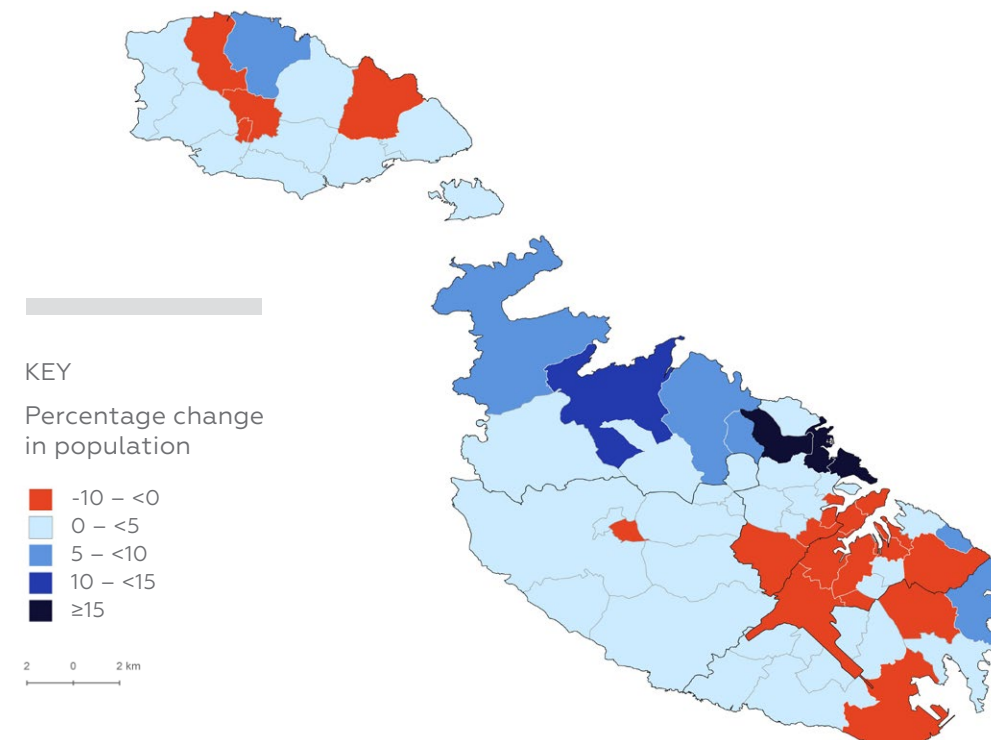 KEY
Percentage change
in population
-10 – <0
0 – <5
5 – <10
10 – <15
≥15
2 0 2 km